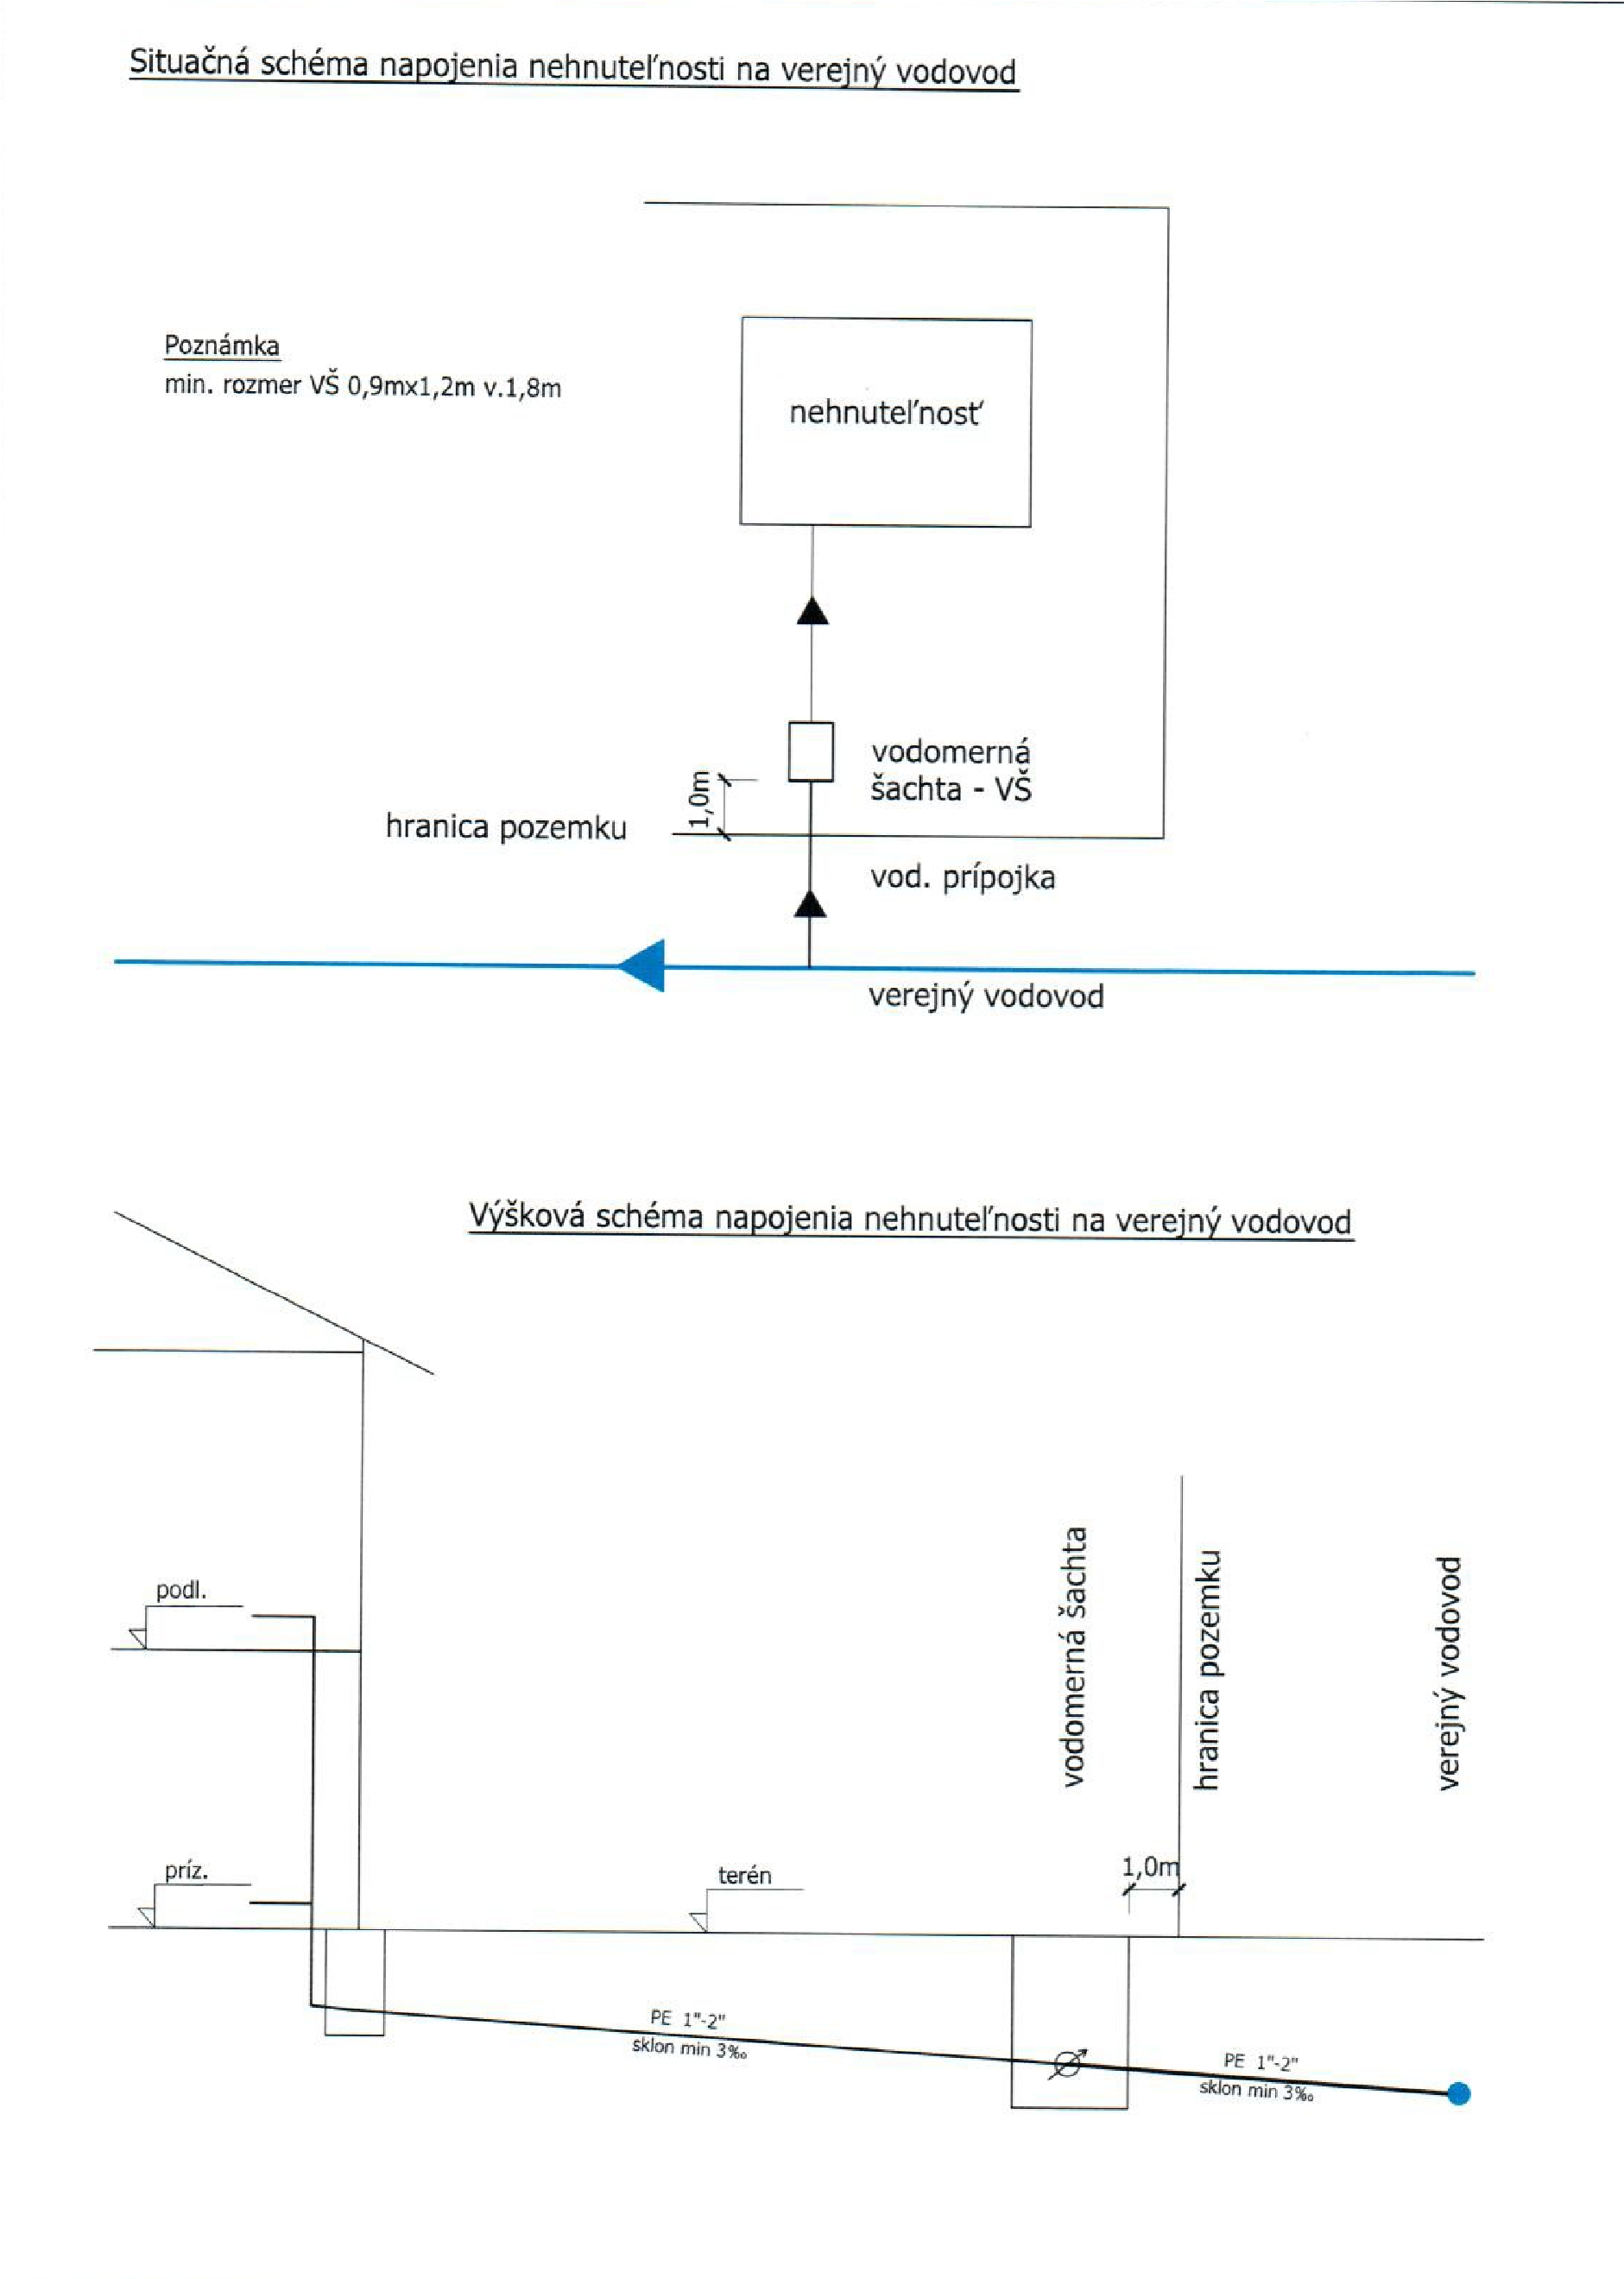 Situačná schéma napojenia nehnuteľnosti na verejný vodovod
Poznámka
min. rozmer VŠ 0,9mx1,2m v.1,8m
nehnuteľnosť
vodomerná
šachta - VŠ
1,0m
hranica pozemku
vod. prípojka
verejný vodovod
Výšková schéma napojenia nehnuteľnosti na verejný vodovod
podl.
vodomerná šachta
hranica pozemku
verejný vodovod
príz.
terén
1,0m
PE 1"-2"
sklon min 3‰
PE 1"-2"
sklon min 3‰